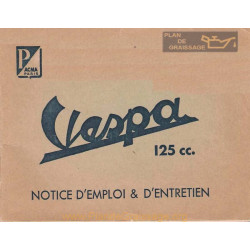 PLAN
DE
GRAISSAGE
P
ACMA
PARIS
Vespa
125 cc.
NOTICE D'EMPLOI & D'ENTRETIEN